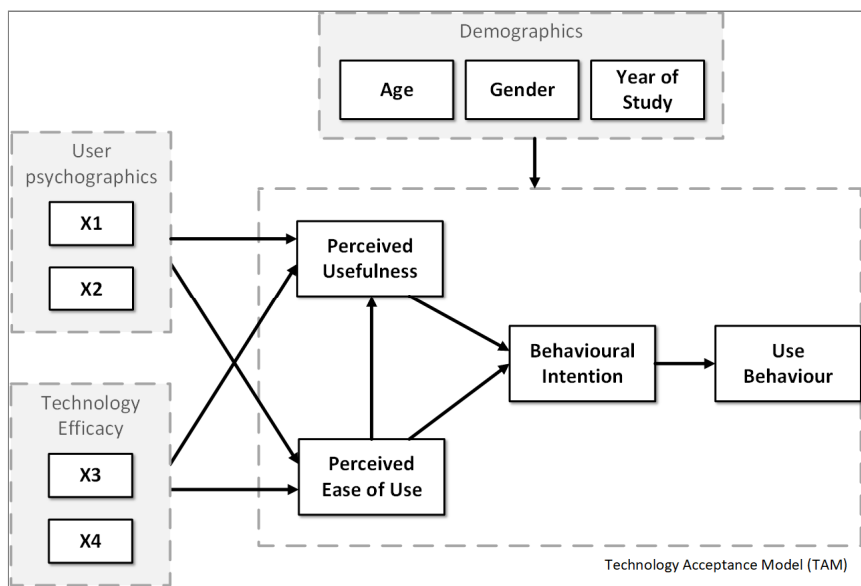 Demographics
Age
Gender
Year of
Study
User
psychographics
X1
X2
Perceived
Usefulness
Behavioural
Intention
Use
Behaviour
Technology
Efficacy
X3
X4
Perceived
Ease of Use
Technology Acceptance Model (TAM)